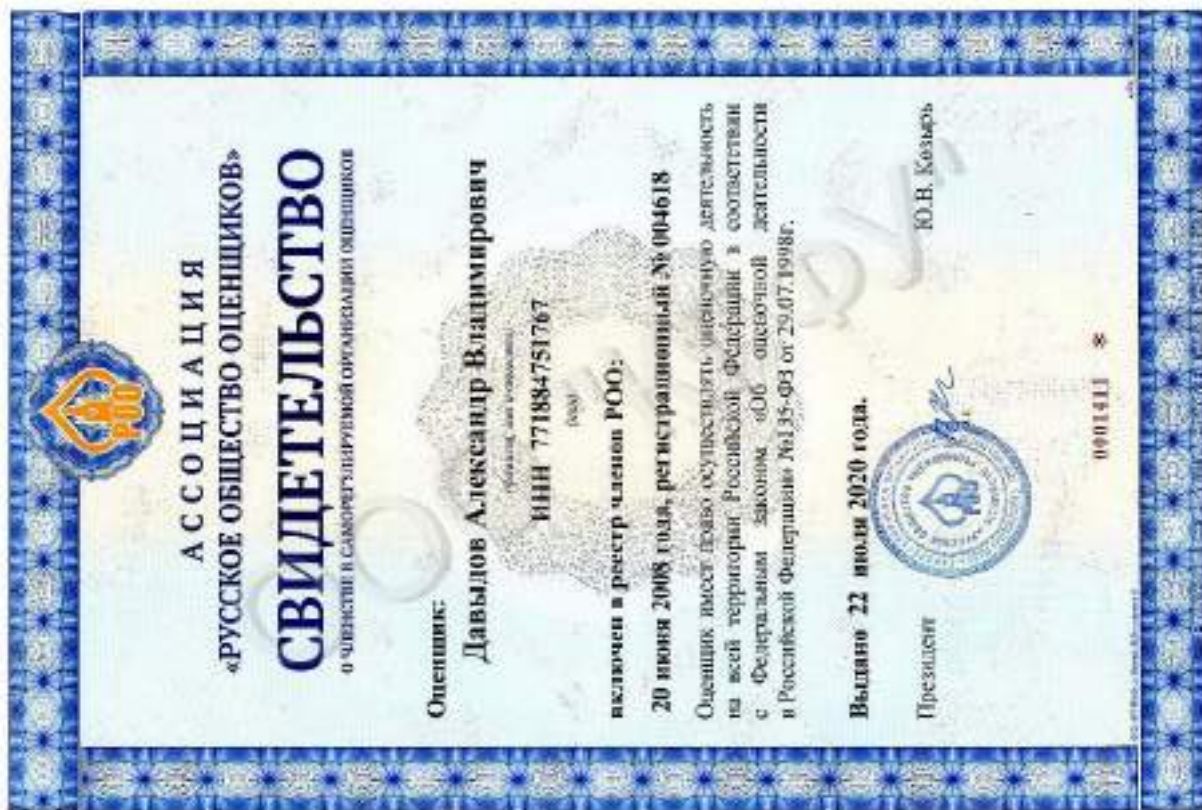 РОО
АССОЦИАЦИЯ
«РУССКОЕ ОБЩЕСТВО ОЦЕНЩИКОВ»
СВИДЕТЕЛЬСТВО
О ЧЛЕНСТВЕ В САМОРЕГУЛИРУЕМОЙ ОРГАНИЗАЦИИ ОЦЕНЩИКОВ
Оценщик:
Давыдов Александр Владимирович
ИНН 771884751767
включен в реестр членов РОО:
20 июня 2008 года, регистрационный № 004618
Оценщик имеет право осуществлять оценочную деятельность
на всей территории Российской Федерации в соответствии
с Федеральным законом «Об оценочной деятельности
в Российской Федерации» №135-ФЗ от 29.07.1998г.
Выдано 22 июля 2020 года.
Президент Ю.В. Козырь
0001411 *